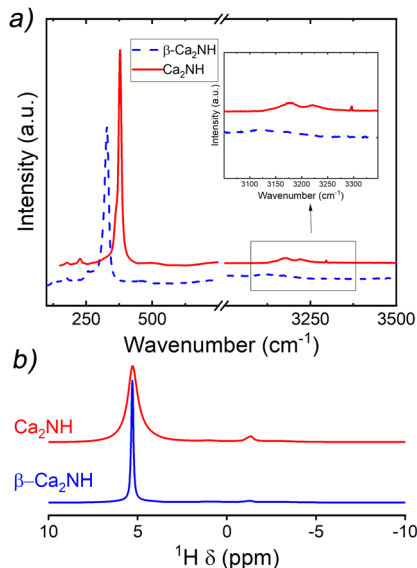 a)
β-Ca₂NH
Ca₂NH
Intensity (a.u.)
Intensity (a.u.)
3100 3150 3200 3250 3300
Wavenumber (cm⁻¹)
250 500 3250 3500
Wavenumber (cm⁻¹)
b)
Ca₂NH
β–Ca₂NH
10 5 0 -5 -10
¹H δ (ppm)